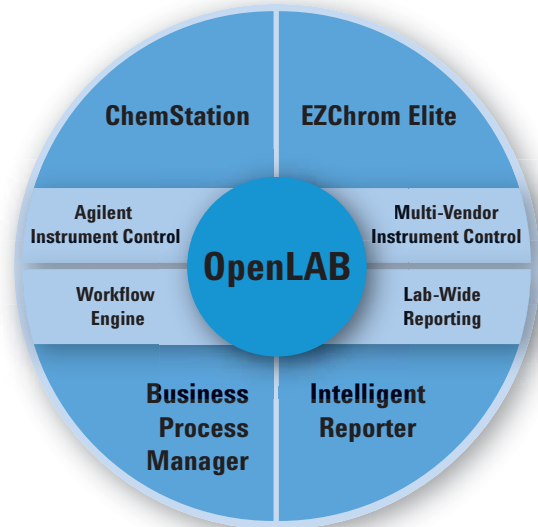 ChemStation
EZChrom Elite
Agilent
Instrument Control
Multi-Vendor
Instrument Control
OpenLAB
Workflow
Engine
Lab-Wide
Reporting
Business
Process
Manager
Intelligent
Reporter